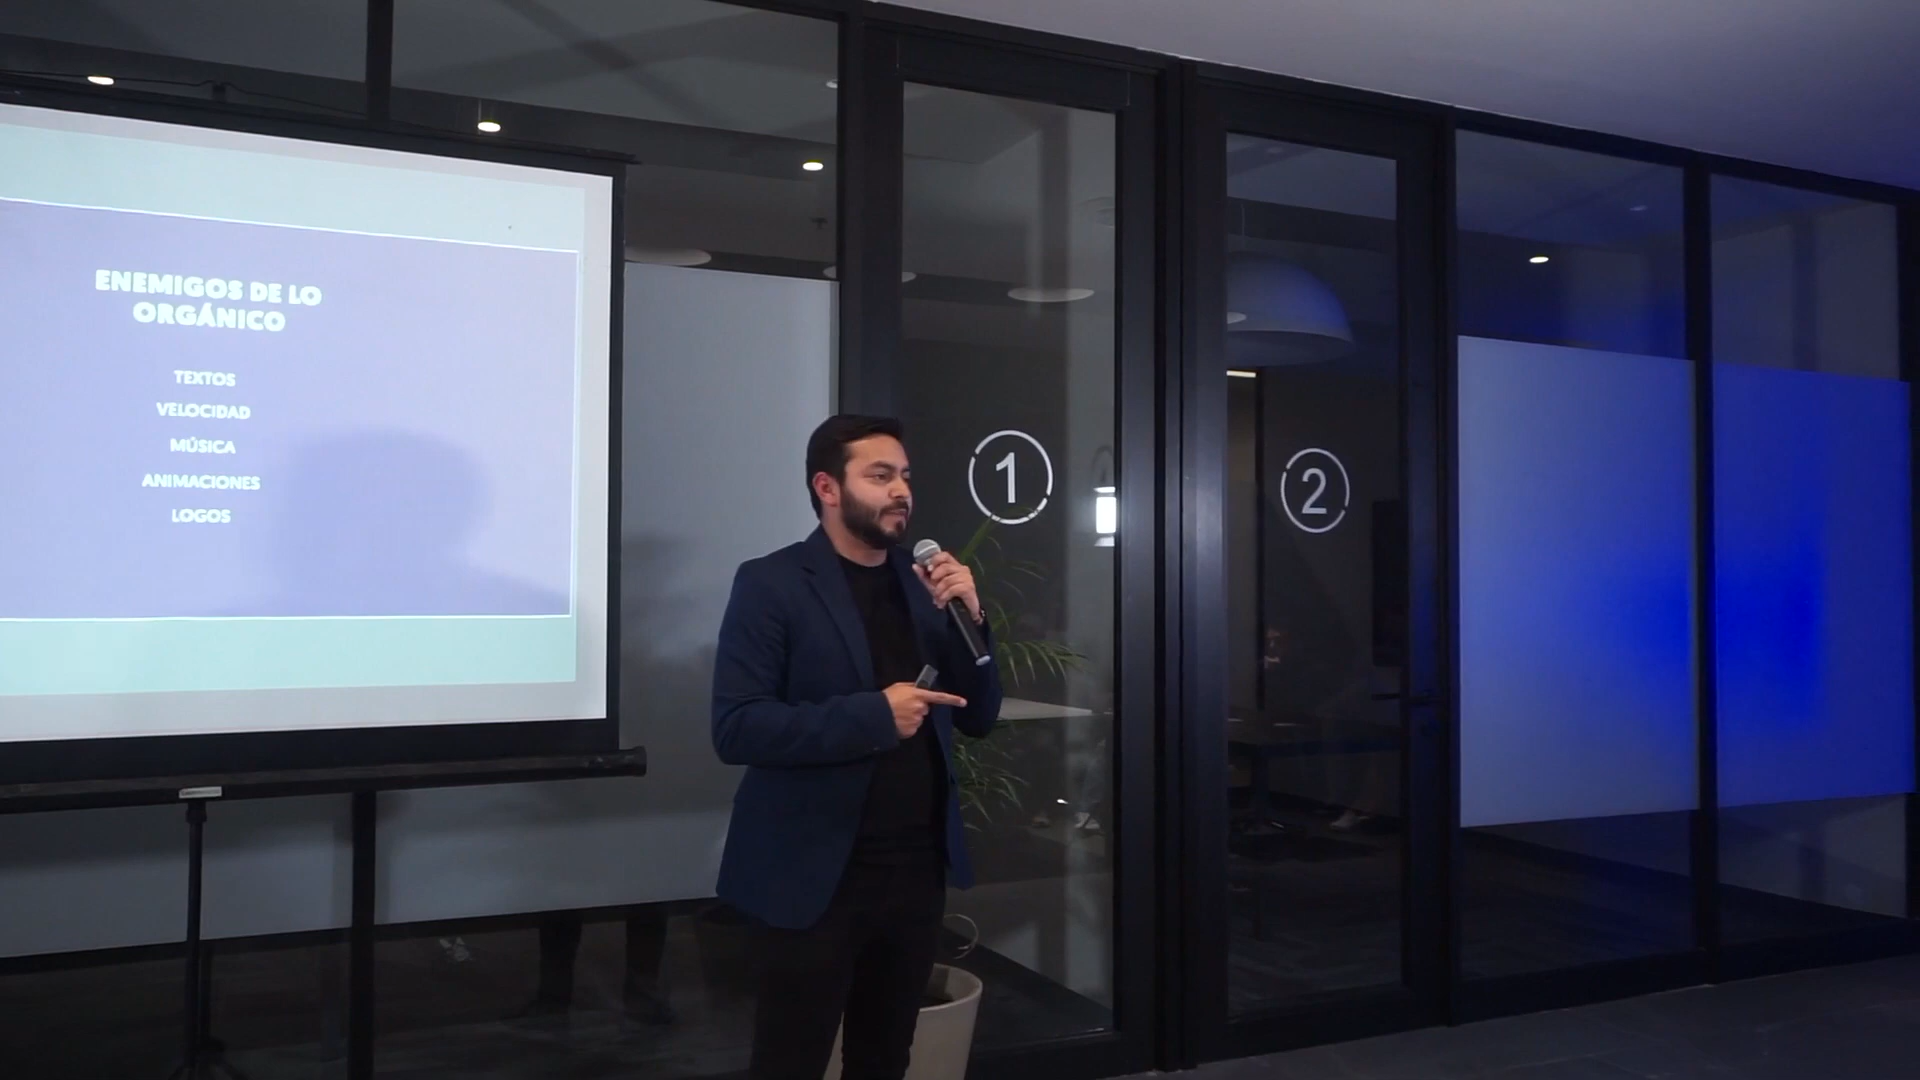 ENEMIGOS DE LO
ORGÁNICO
TEXTOS
VELOCIDAD
MÚSICA
ANIMACIONES
LOGOS
1
2